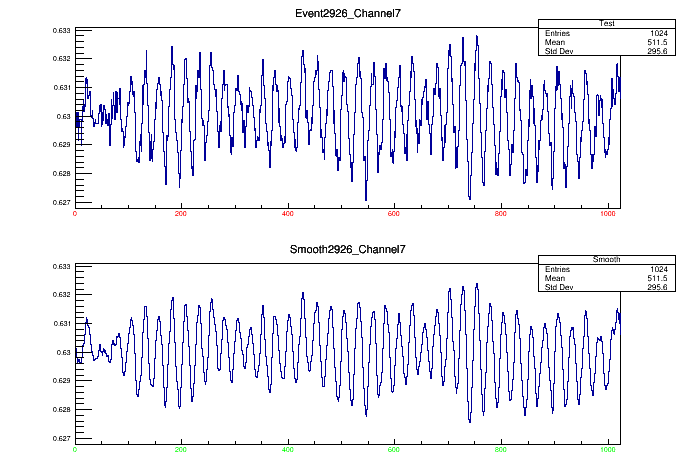 Event2926_Channel7
Test
Entries 1024
Mean 511.5
Std Dev 295.6
0.633
0.632
0.631
0.63
0.629
0.628
0.627
0 200 400 600 800 1000
Smooth2926_Channel7
Smooth
Entries 1024
Mean 511.5
Std Dev 295.6
0.633
0.632
0.631
0.63
0.629
0.628
0.627
0 200 400 600 800 1000